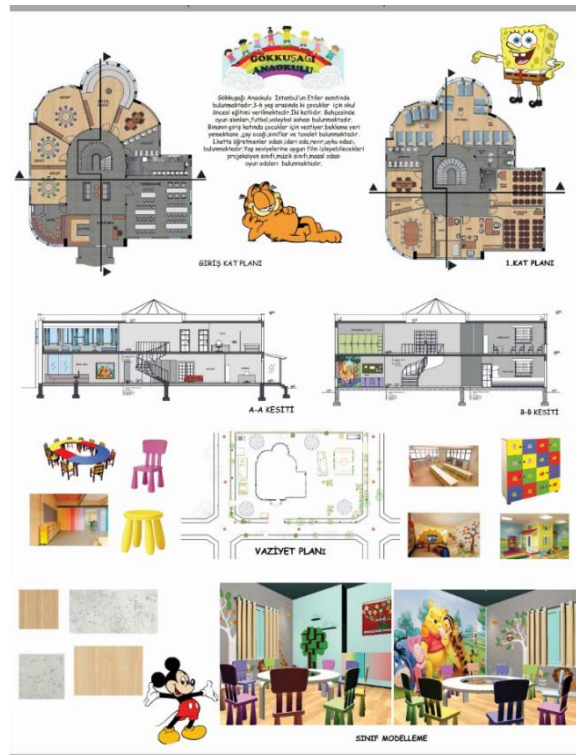 GÖKKUŞAĞI
ANAOKULU
Gökkuşağı Anaokulu İstanbul'un Etiler semtinde
bulunmaktadır.3-6 yaş arasında ki çocuklar için okul
öncesi eğitimi verilmektedir.İki katlıdır. Bahçesinde
oyun alanları,futbol,voleybol sahası bulunmaktadır.
Binanın giriş katında çocuklar için vestiyer,bekleme yeri
yemekhane ,çay ocağı,sınıflar ve tuvalet bulunmaktadır.
1.katta öğretmenler odası ,idari oda,revir,uyku odası,
bulunmaktadır.Yaş seviyelerine uygun film izleyebilecekleri
projeksiyon sınıfı,müzik sınıfı,masal odası
oyun odaları bulunmaktadır.
GİRİŞ KAT PLANI
1.KAT PLANI
A-A KESİTİ
B-B KESİTİ
VAZİYET PLANI
SINIF MODELLEME